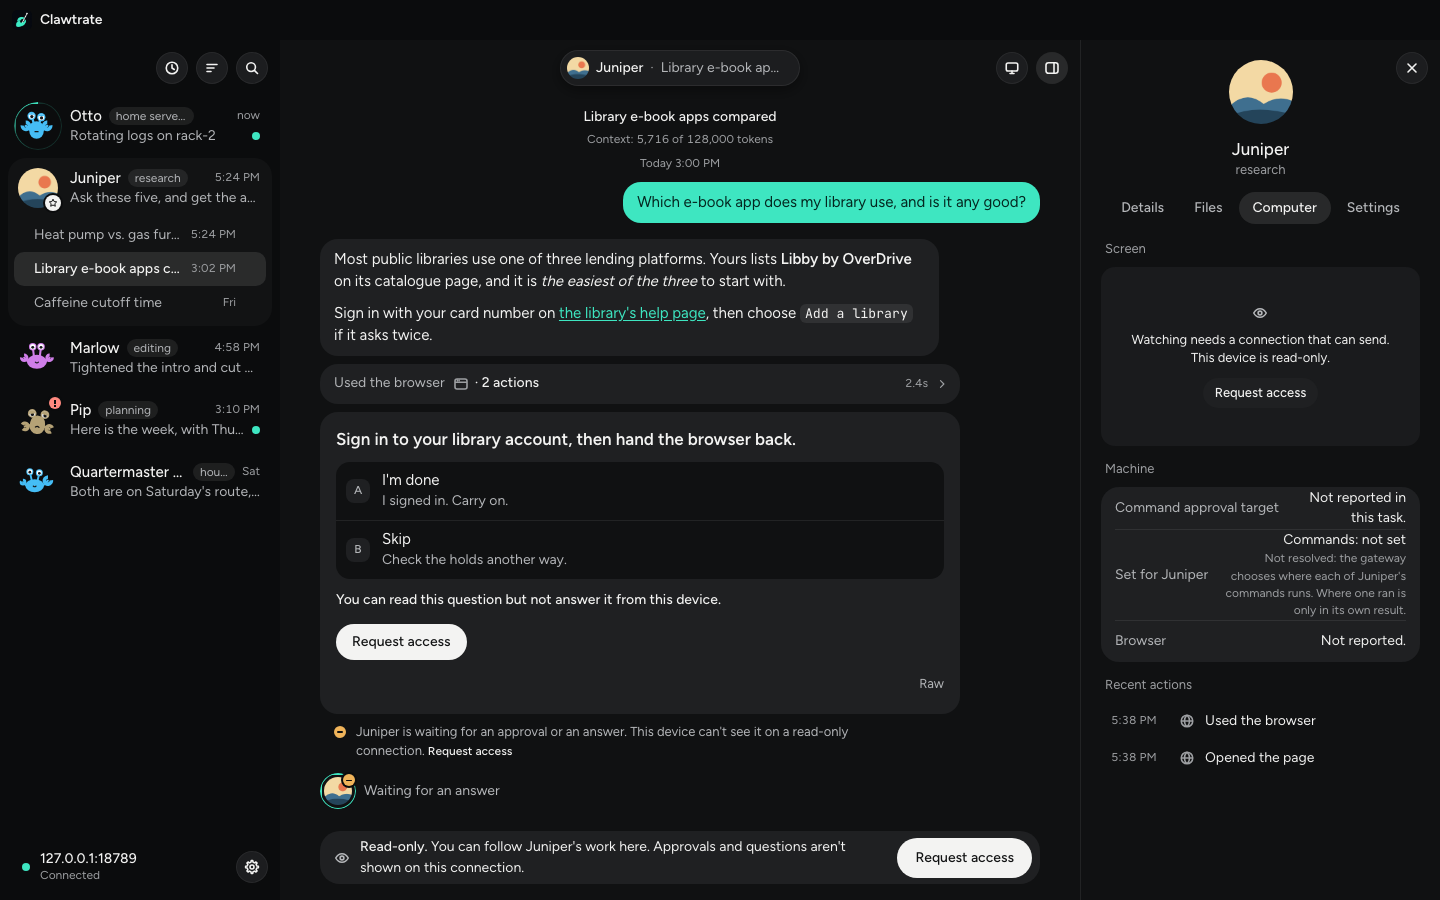 Clawtrate
Otto home serve... now
Rotating logs on rack-2
Juniper research 5:24 PM
Ask these five, and get the a...
Heat pump vs. gas fur... 5:24 PM
Library e-book apps c... 3:02 PM
Caffeine cutoff time Fri
Marlow editing 4:58 PM
Tightened the intro and cut ...
Pip planning 3:10 PM
Here is the week, with Thu...
Quartermaster ... hou... Sat
Both are on Saturday's route,...
127.0.0.1:18789
Connected
Juniper · Library e-book ap...
Library e-book apps compared
Context: 5,716 of 128,000 tokens
Today 3:00 PM
Which e-book app does my library use, and is it any good?
Most public libraries use one of three lending platforms. Yours lists Libby by OverDrive
on its catalogue page, and it is the easiest of the three to start with.
Sign in with your card number on the library's help page, then choose Add a library
if it asks twice.
Used the browser · 2 actions 2.4s
Sign in to your library account, then hand the browser back.
A I'm done
I signed in. Carry on.
B Skip
Check the holds another way.
You can read this question but not answer it from this device.
Request access
Raw
Juniper is waiting for an approval or an answer. This device can't see it on a read-only
connection. Request access
Waiting for an answer
Read-only. You can follow Juniper's work here. Approvals and questions aren't
shown on this connection.
Request access
Juniper
research
Details Files Computer Settings
Screen
Watching needs a connection that can send.
This device is read-only.
Request access
Machine
Command approval target Not reported in
this task.
Set for Juniper Commands: not set
Not resolved: the gateway
chooses where each of Juniper's
commands runs. Where one ran is
only in its own result.
Browser Not reported.
Recent actions
5:38 PM Used the browser
5:38 PM Opened the page